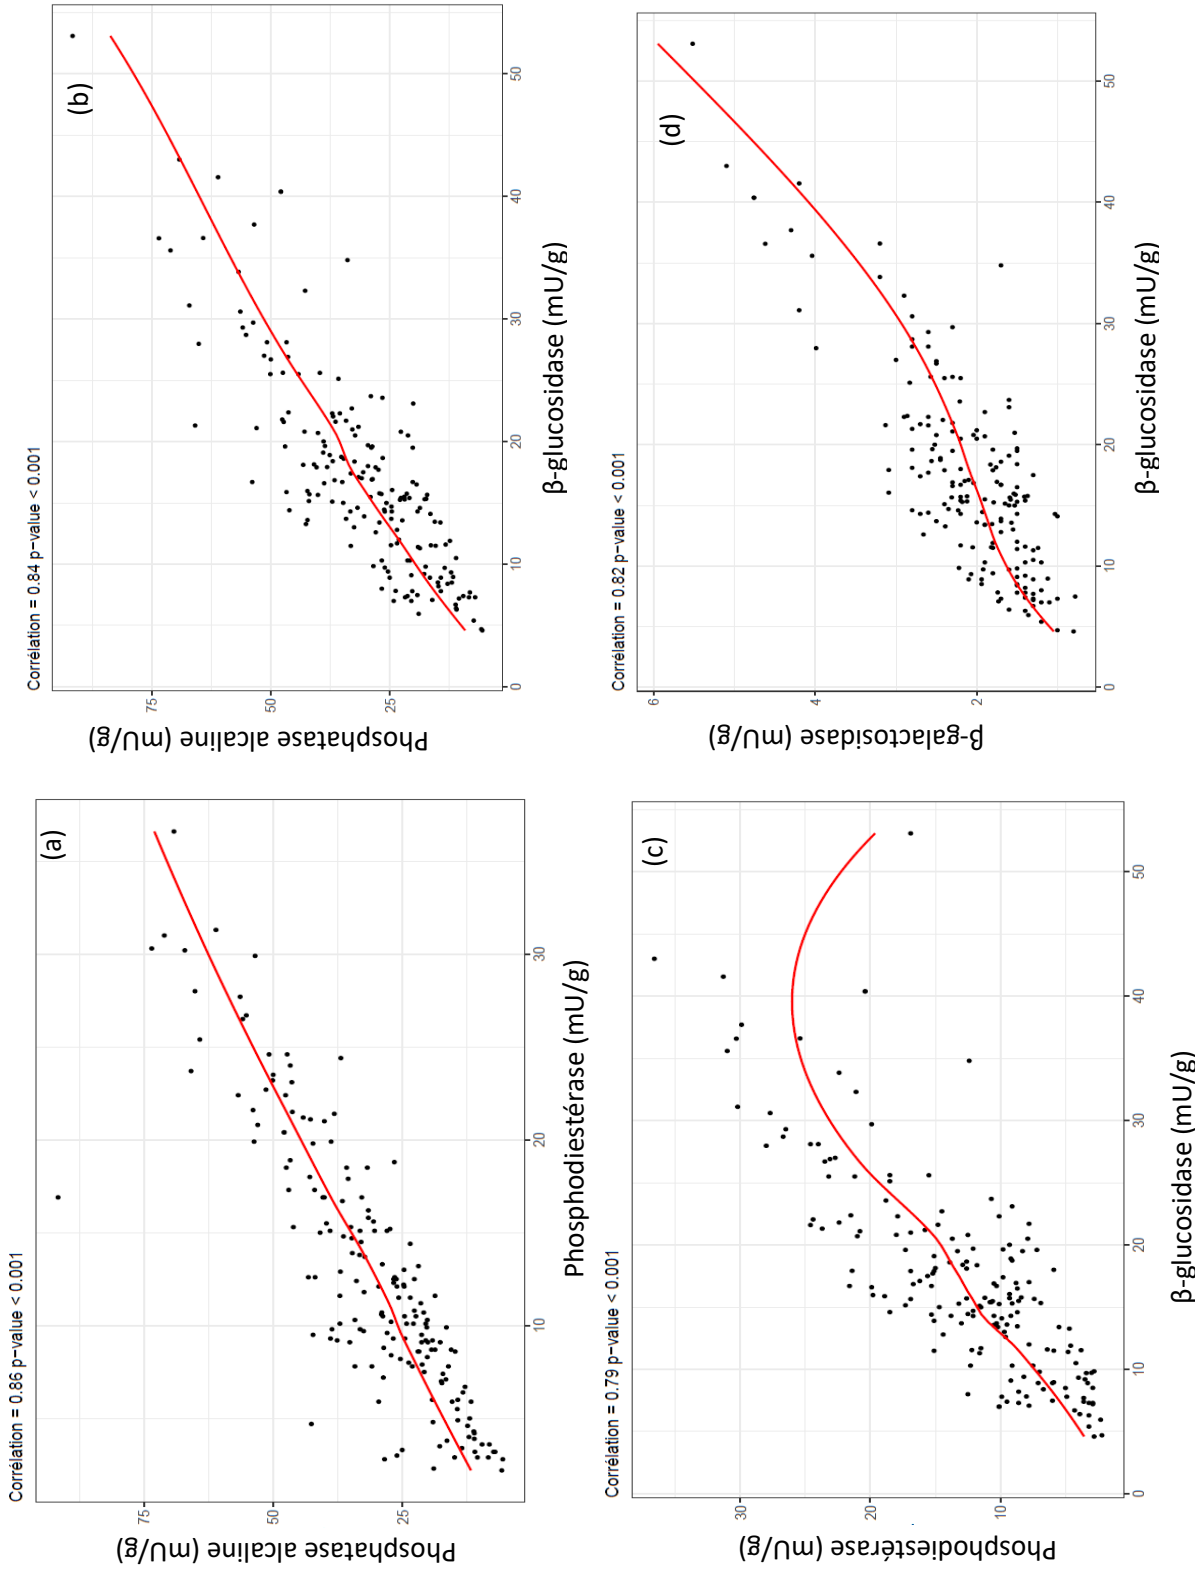 Corrélation = 0.86 p−value < 0.001
(a)
Phosphatase alcaline (mU/g)
75
50
25
10
20
30
Phosphodiestérase (mU/g)
Corrélation = 0.84 p−value < 0.001
(b)
Phosphatase alcaline (mU/g)
75
50
25
0
10
20
30
40
50
β-glucosidase (mU/g)
Corrélation = 0.79 p−value < 0.001
(c)
Phosphodiestérase (mU/g)
30
20
10
0
10
20
30
40
50
β-glucosidase (mU/g)
Corrélation = 0.82 p−value < 0.001
(d)
β-galactosidase (mU/g)
6
4
2
0
10
20
30
40
50
β-glucosidase (mU/g)